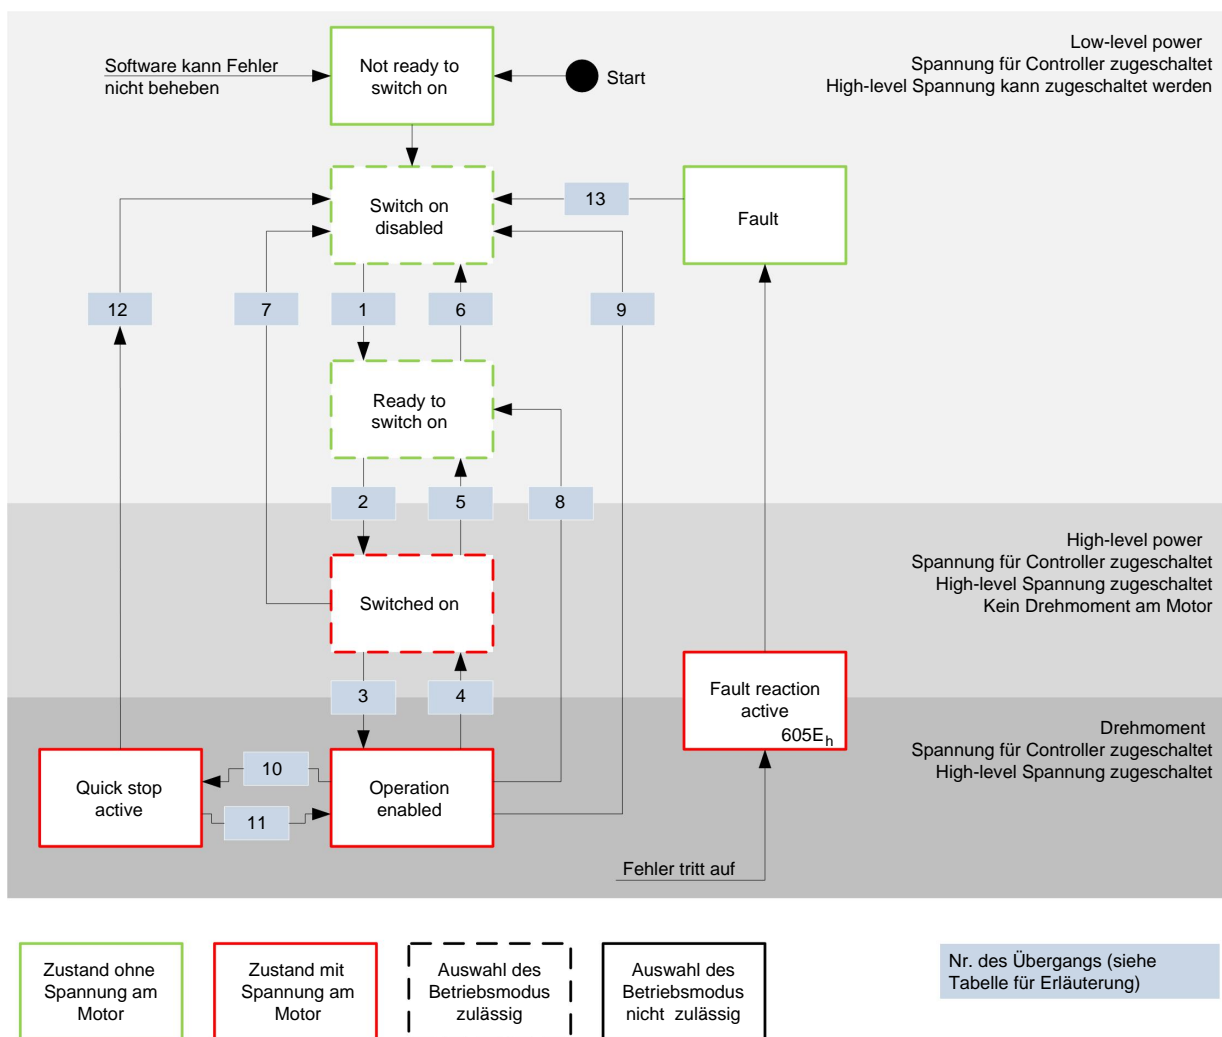 Low-level power
Spannung für Controller zugeschaltet
High-level Spannung kann zugeschaltet werden
Software kann Fehler
nicht beheben
Not ready to
switch on
Start
Switch on
disabled
13
Fault
12
7
1
6
9
Ready to
switch on
2
5
8
High-level power
Spannung für Controller zugeschaltet
High-level Spannung zugeschaltet
Kein Drehmoment am Motor
Switched on
3
4
Fault reaction
active
605Eh
Drehmoment
Spannung für Controller zugeschaltet
High-level Spannung zugeschaltet
Quick stop
active
10
11
Operation
enabled
Fehler tritt auf
Zustand ohne
Spannung am
Motor
Zustand mit
Spannung am
Motor
Auswahl des
Betriebsmodus
zulässig
Auswahl des
Betriebsmodus
nicht zulässig
Nr. des Übergangs (siehe
Tabelle für Erläuterung)